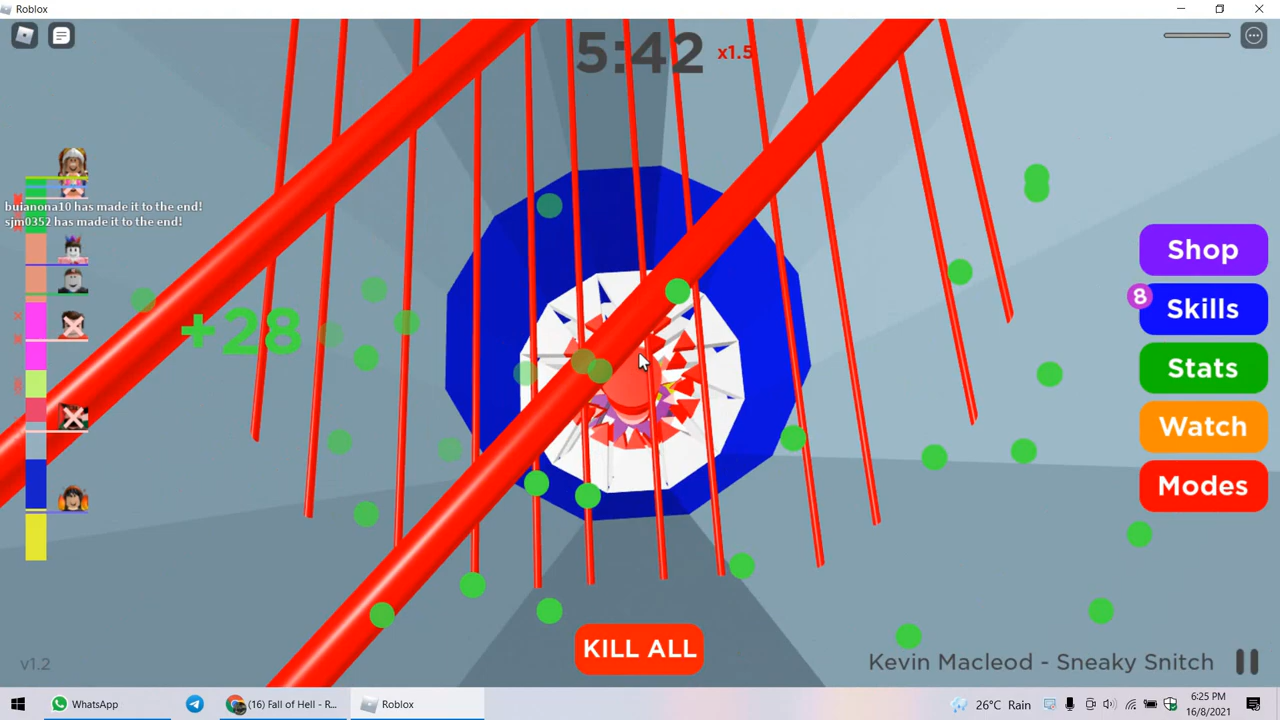 Roblox
5:42 x1.5
buianona10 has made it to the end!
sjm0352 has made it to the end!
+28
Shop
8
Skills
Stats
Watch
Modes
KILL ALL
v1.2
Kevin Macleod - Sneaky Snitch
WhatsApp
(16) Fall of Hell - R...
Roblox
26°C Rain
6:25 PM
16/8/2021